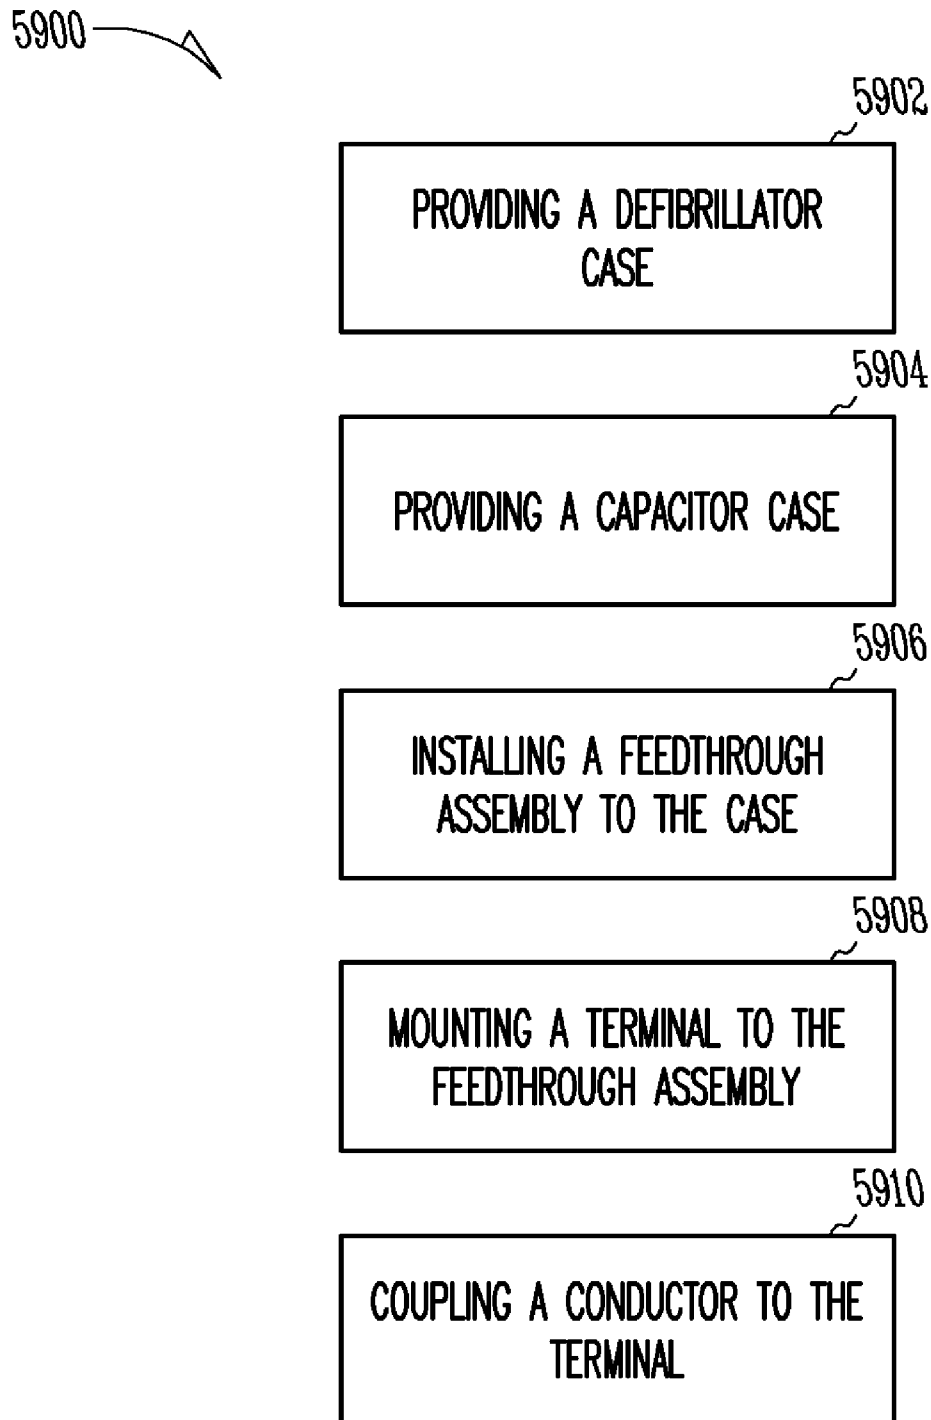 5900
5902
PROVIDING A DEFIBRILLATOR
CASE
5904
PROVIDING A CAPACITOR CASE
5906
INSTALLING A FEEDTHROUGH
ASSEMBLY TO THE CASE
5908
MOUNTING A TERMINAL TO THE
FEEDTHROUGH ASSEMBLY
5910
COUPLING A CONDUCTOR TO THE
TERMINAL